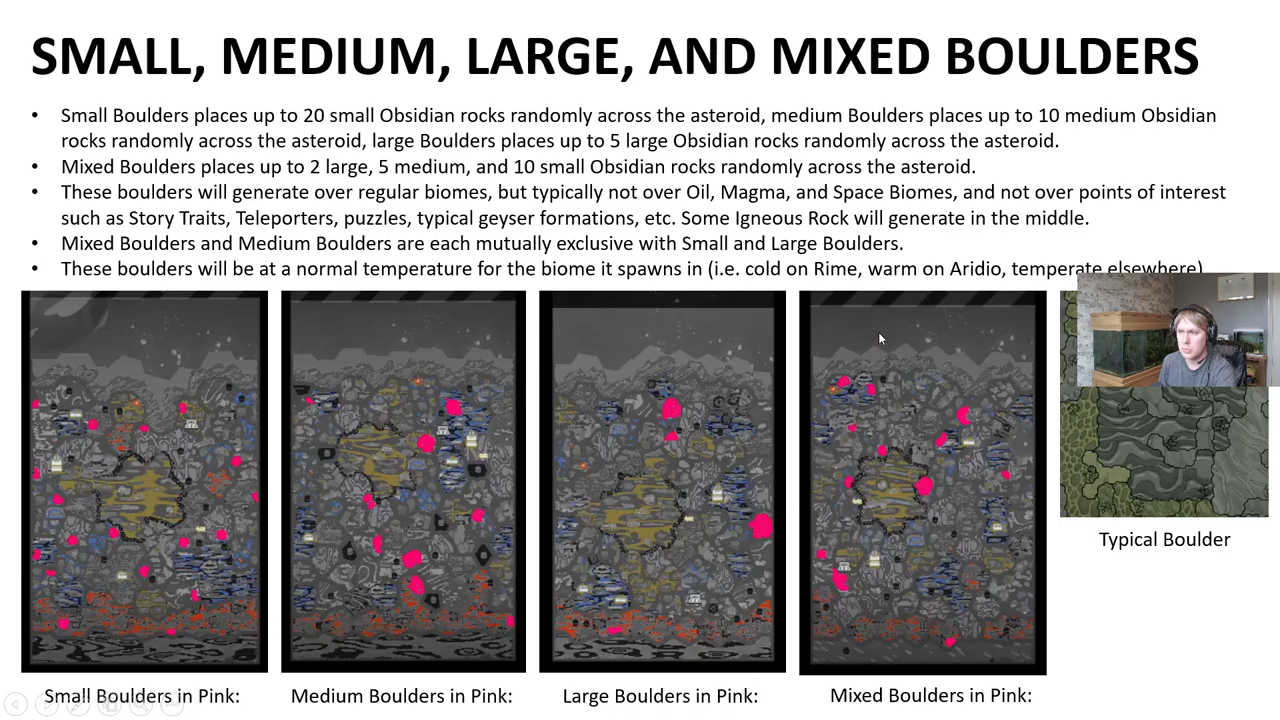 SMALL, MEDIUM, LARGE, AND MIXED BOULDERS
• Small Boulders places up to 20 small Obsidian rocks randomly across the asteroid, medium Boulders places up to 10 medium Obsidian
rocks randomly across the asteroid, large Boulders places up to 5 large Obsidian rocks randomly across the asteroid.
• Mixed Boulders places up to 2 large, 5 medium, and 10 small Obsidian rocks randomly across the asteroid.
• These boulders will generate over regular biomes, but typically not over Oil, Magma, and Space Biomes, and not over points of interest
such as Story Traits, Teleporters, puzzles, typical geyser formations, etc. Some Igneous Rock will generate in the middle.
• Mixed Boulders and Medium Boulders are each mutually exclusive with Small and Large Boulders.
• These boulders will be at a normal temperature for the biome it spawns in (i.e. cold on Rime, warm on Aridio, temperate elsewhere)
Typical Boulder
Small Boulders in Pink:
Medium Boulders in Pink:
Large Boulders in Pink:
Mixed Boulders in Pink: